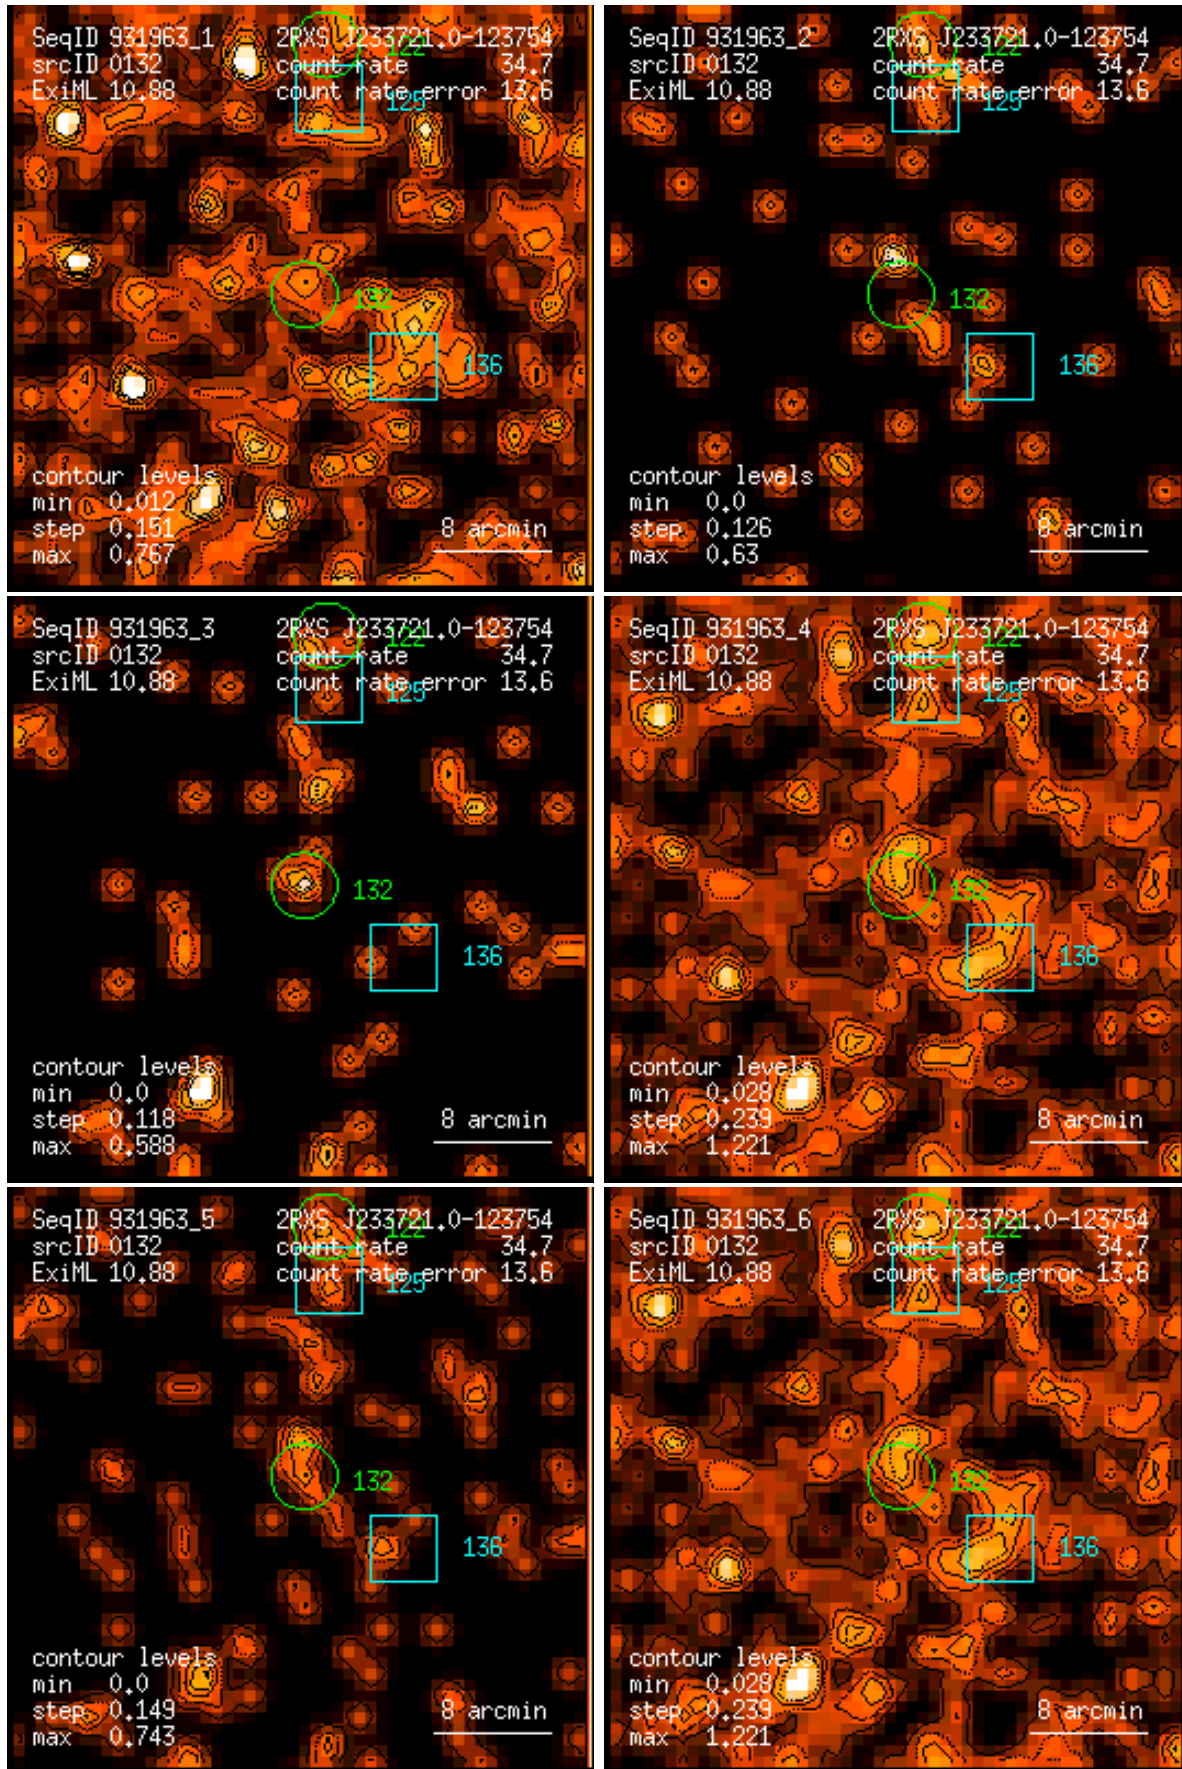 SeqID 931963_1 2RXS J233721.0-123754
122
srcID 0132 count rate 34.7
ExiML 10.88 count rate error 13.6
125
132
136
contour levels
min 0.012
step 0.151
max 0.767
8 arcmin
SeqID 931963_2 2RXS J233721.0-123754
122
srcID 0132 count rate 34.7
ExiML 10.88 count rate error 13.6
125
132
136
contour levels
min 0.0
step 0.126
max 0.63
8 arcmin
SeqID 931963_3 2RXS J233721.0-123754
122
srcID 0132 count rate 34.7
ExiML 10.88 count rate error 13.6
125
132
136
contour levels
min 0.0
step 0.118
max 0.588
8 arcmin
SeqID 931963_4 2RXS J233721.0-123754
122
srcID 0132 count rate 34.7
ExiML 10.88 count rate error 13.6
125
132
136
contour levels
min 0.028
step 0.239
max 1.221
8 arcmin
SeqID 931963_5 2RXS J233721.0-123754
122
srcID 0132 count rate 34.7
ExiML 10.88 count rate error 13.6
125
132
136
contour levels
min 0.0
step 0.149
max 0.743
8 arcmin
SeqID 931963_6 2RXS J233721.0-123754
122
srcID 0132 count rate 34.7
ExiML 10.88 count rate error 13.6
125
132
136
contour levels
min 0.028
step 0.239
max 1.221
8 arcmin